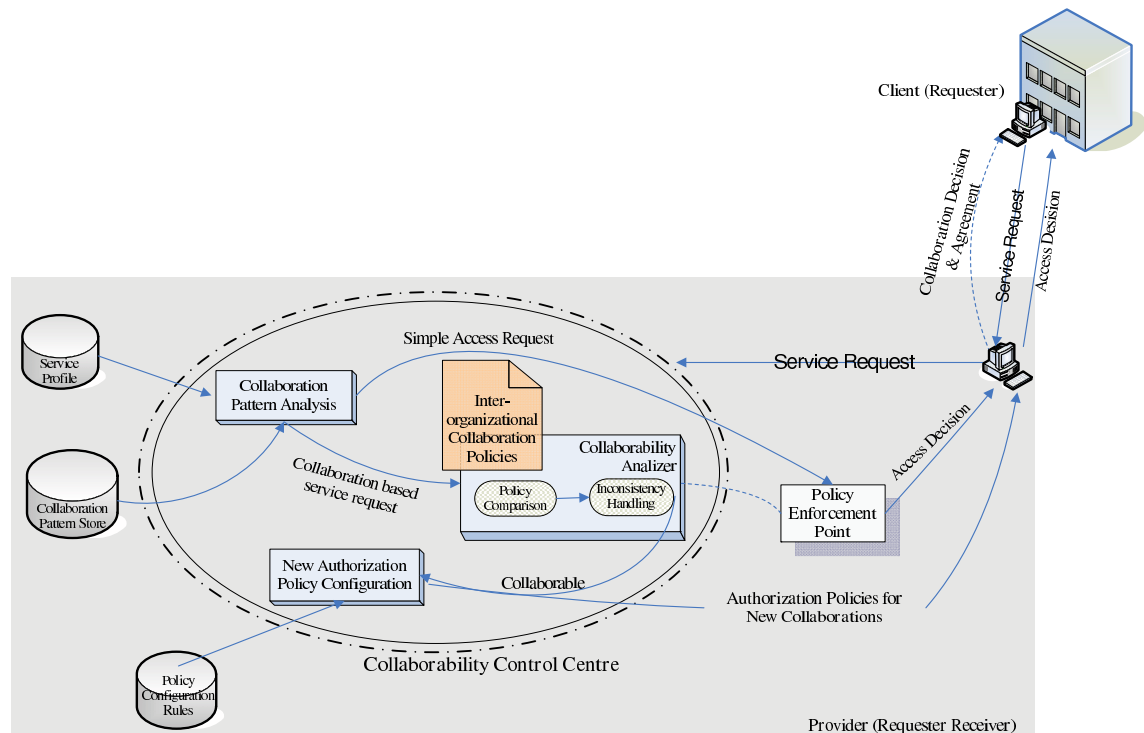 Client (Requester)
Collaboration Decision
& Agreement
Service Request
Access Desision
Simple Access Request
Service Request
Service
Profile
Collaboration
Pattern Analysis
Inter-
organizational
Collaboration
Policies
Collaborability
Analizer
Policy
Comparison
Inconsistency
Handling
Collaboration based
service request
Access Decision
Collaboration
Pattern Store
Policy
Enforcement
Point
New Authorization
Policy Configuration
Collaborable
Authorization Policies for
New Collaborations
Collaborability Control Centre
Policy
Configuration
Rules
Provider (Requester Receiver)